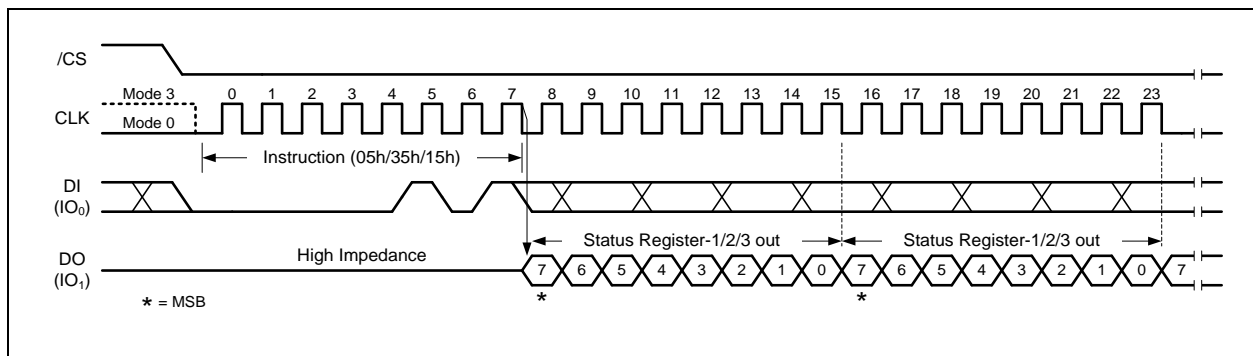 /CS
Mode 3
0 1 2 3 4 5 6 7 8 9 10 11 12 13 14 15 16 17 18 19 20 21 22 23
CLK
Mode 0
Instruction (05h/35h/15h)
DI
(IO₀)
Status Register-1/2/3 out Status Register-1/2/3 out
High Impedance
DO
(IO₁)
7 6 5 4 3 2 1 0 7 6 5 4 3 2 1 0 7
* *
* = MSB